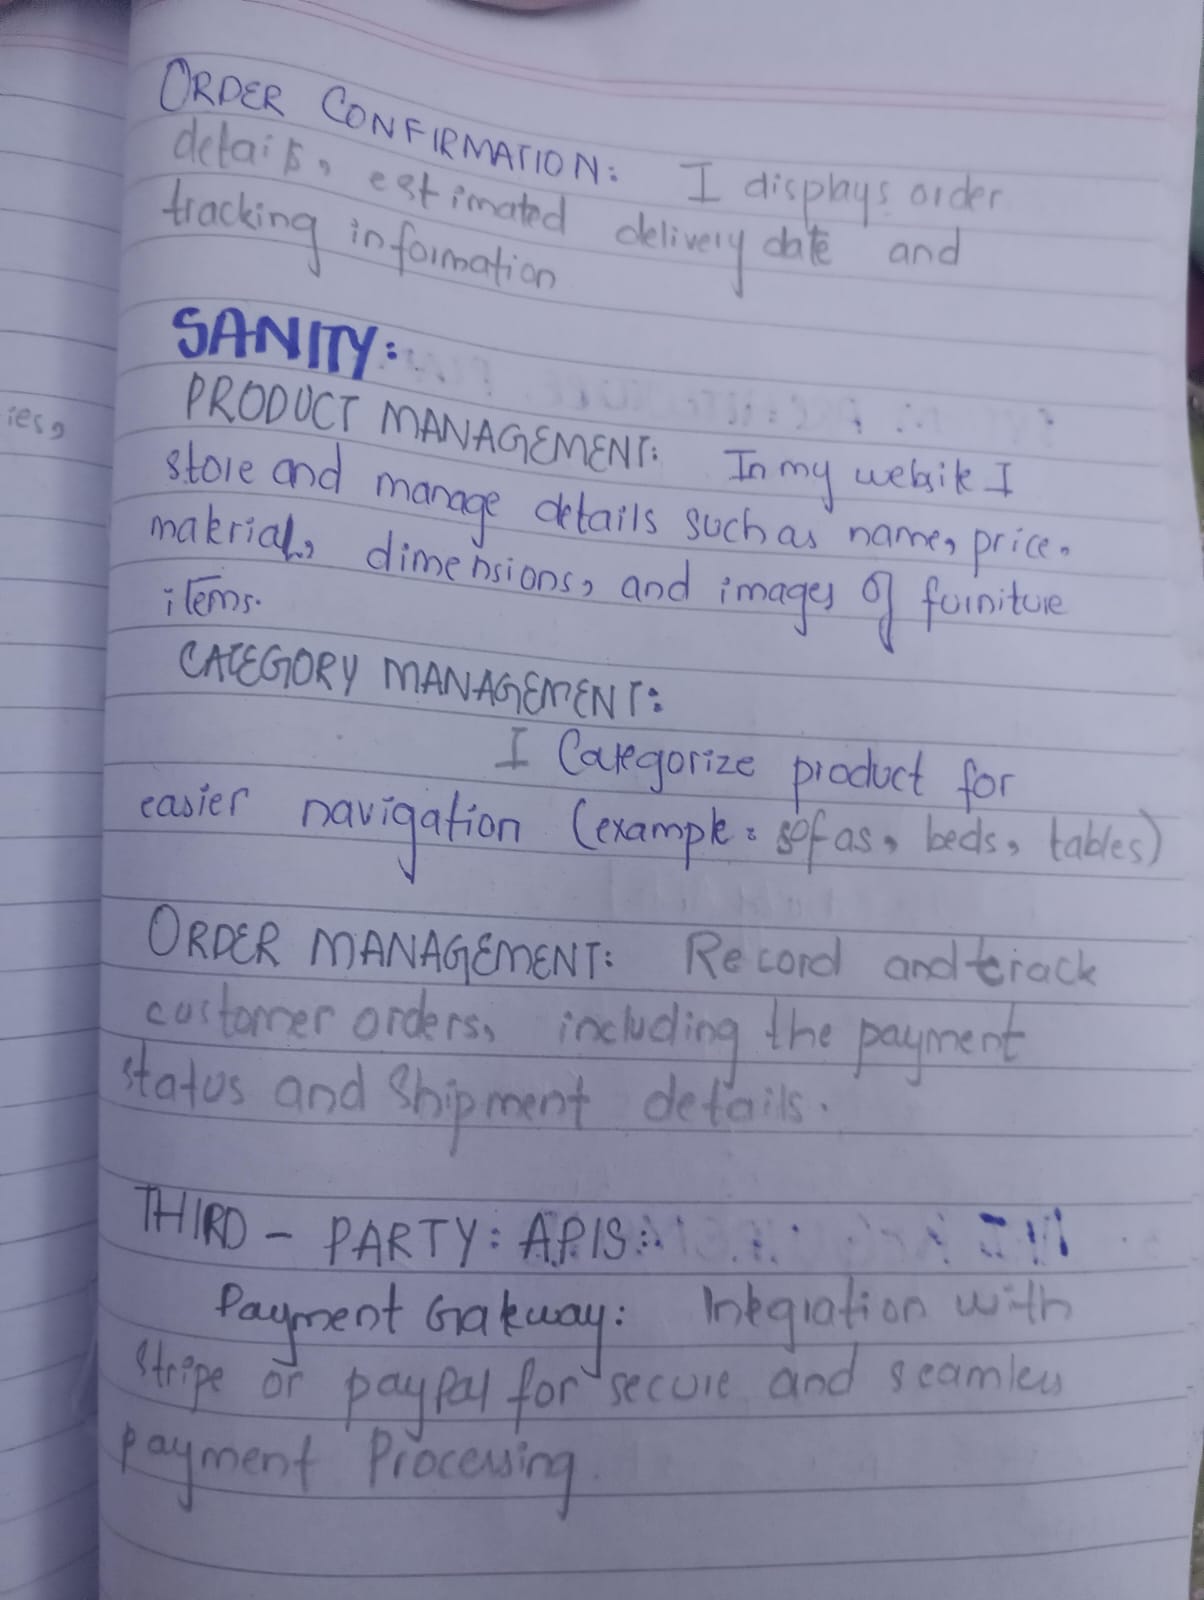 ORDER CONFIRMATION: I displays order
details, estimated delivery date and
tracking information
SANITY:
PRODUCT MANAGEMENT: In my website I
store and manage details such as name, price,
material, dimensions, and images of furniture
items.
CATEGORY MANAGEMENT:
I Categorize product for
easier navigation (example: sofas, beds, tables)
ies,
ORDER MANAGEMENT: Record and track
customer orders, including the payment
status and Shipment details.
THIRD - PARTY: APIS:
Payment Gateway: Integration with
Stripe or payPal for secure and seamless
payment Processing